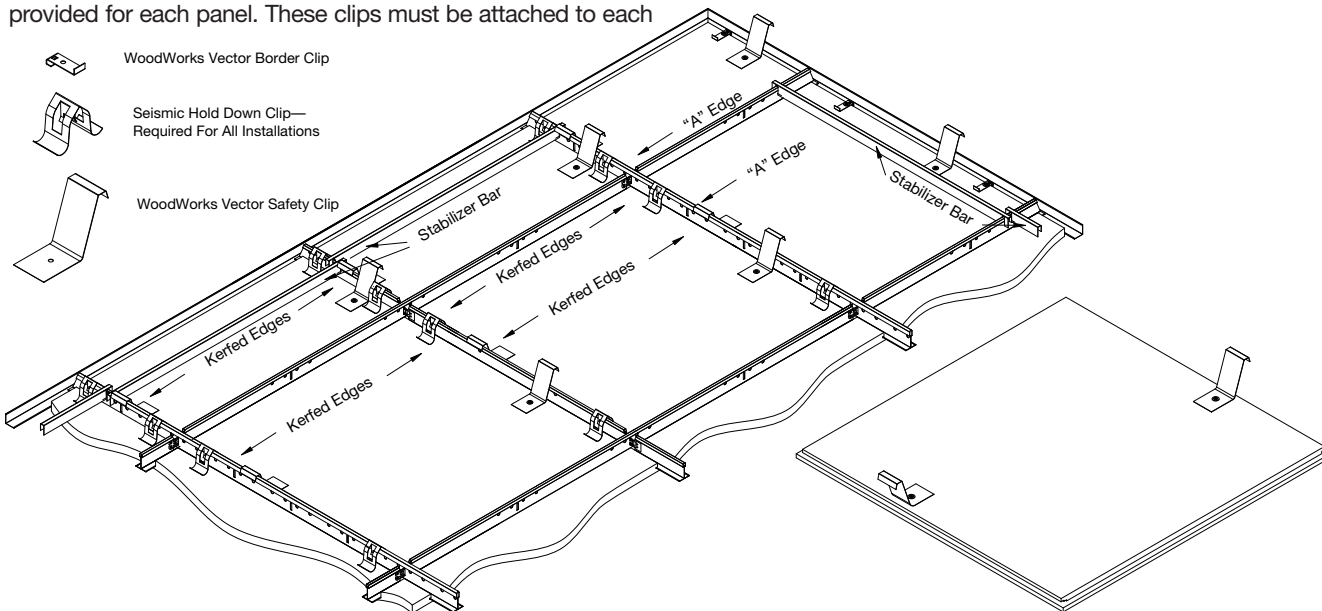 provided for each panel. These clips must be attached to each
WoodWorks Vector Border Clip
Seismic Hold Down Clip—
Required For All Installations
WoodWorks Vector Safety Clip
"A" Edge
"A" Edge
Stabilizer Bar
Stabilizer Bar
Kerfed Edges
Kerfed Edges
Kerfed Edges
Kerfed Edges